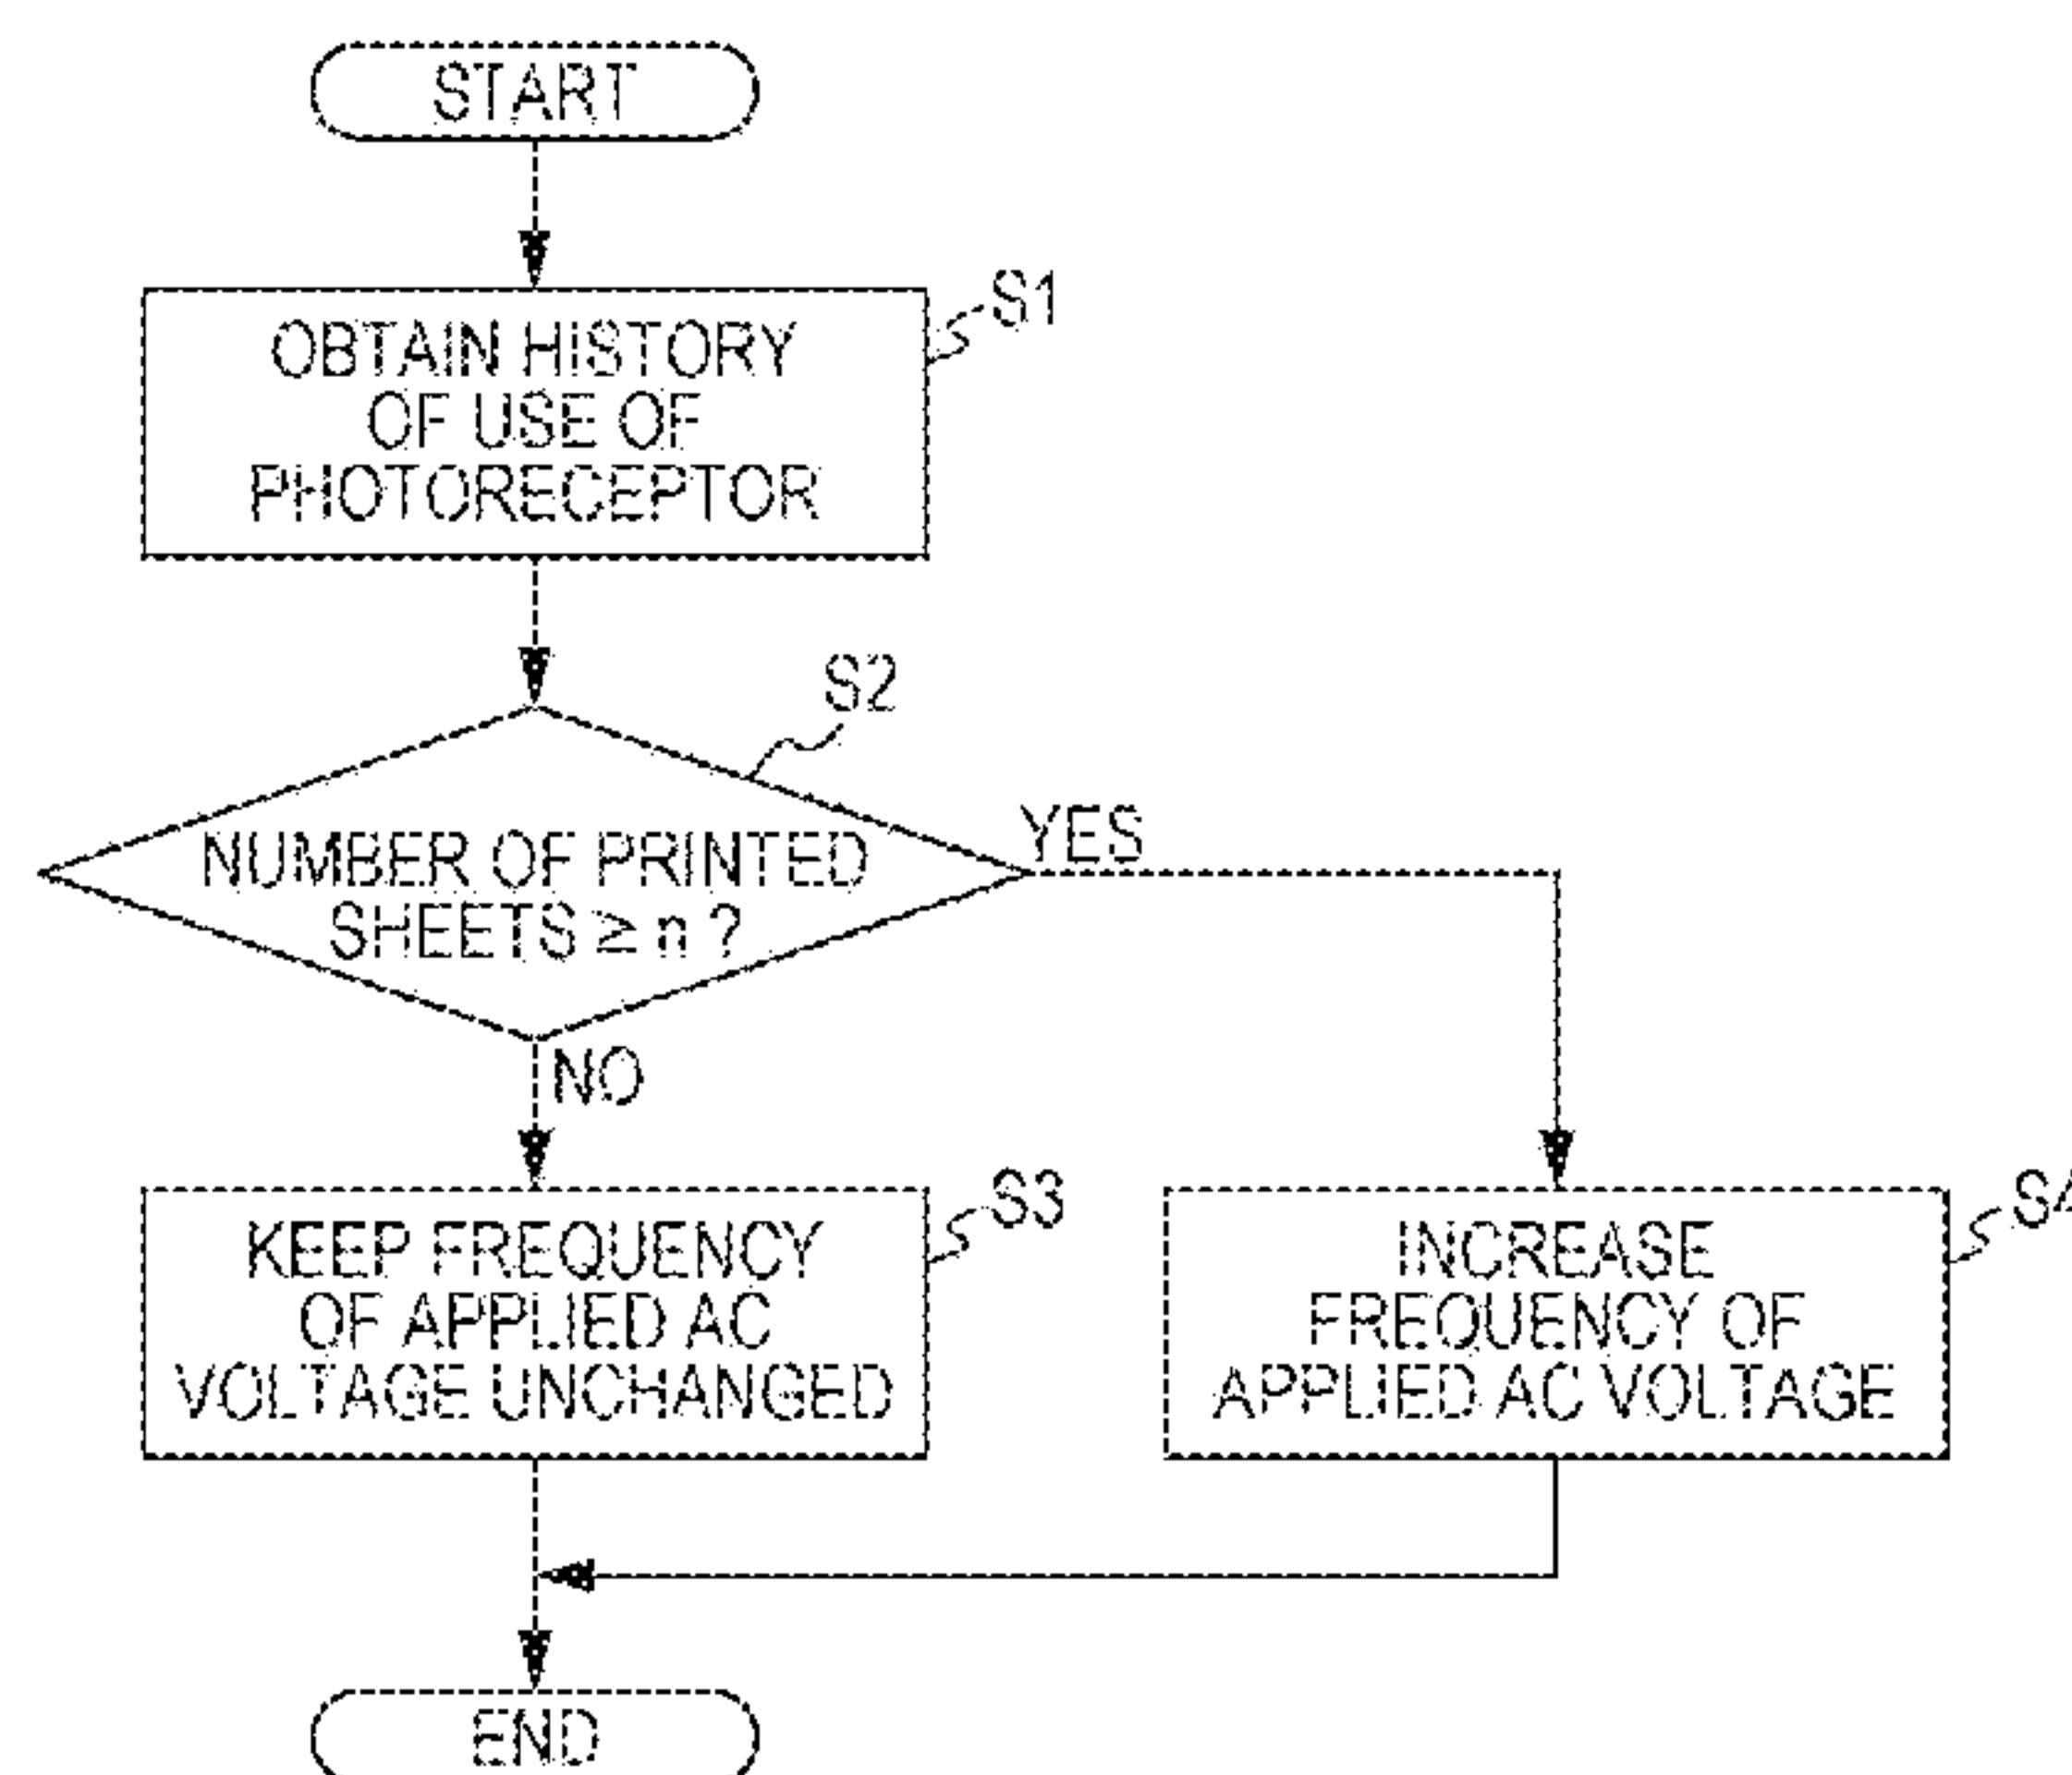 START
OBTAIN HISTORY
OF USE OF
PHOTORECEPTOR
S1
S2
NUMBER OF PRINTED
SHEETS ≥ n ?
YES
NO
KEEP FREQUENCY
OF APPLIED AC
VOLTAGE UNCHANGED
S3
INCREASE
FREQUENCY OF
APPLIED AC VOLTAGE
S4
END